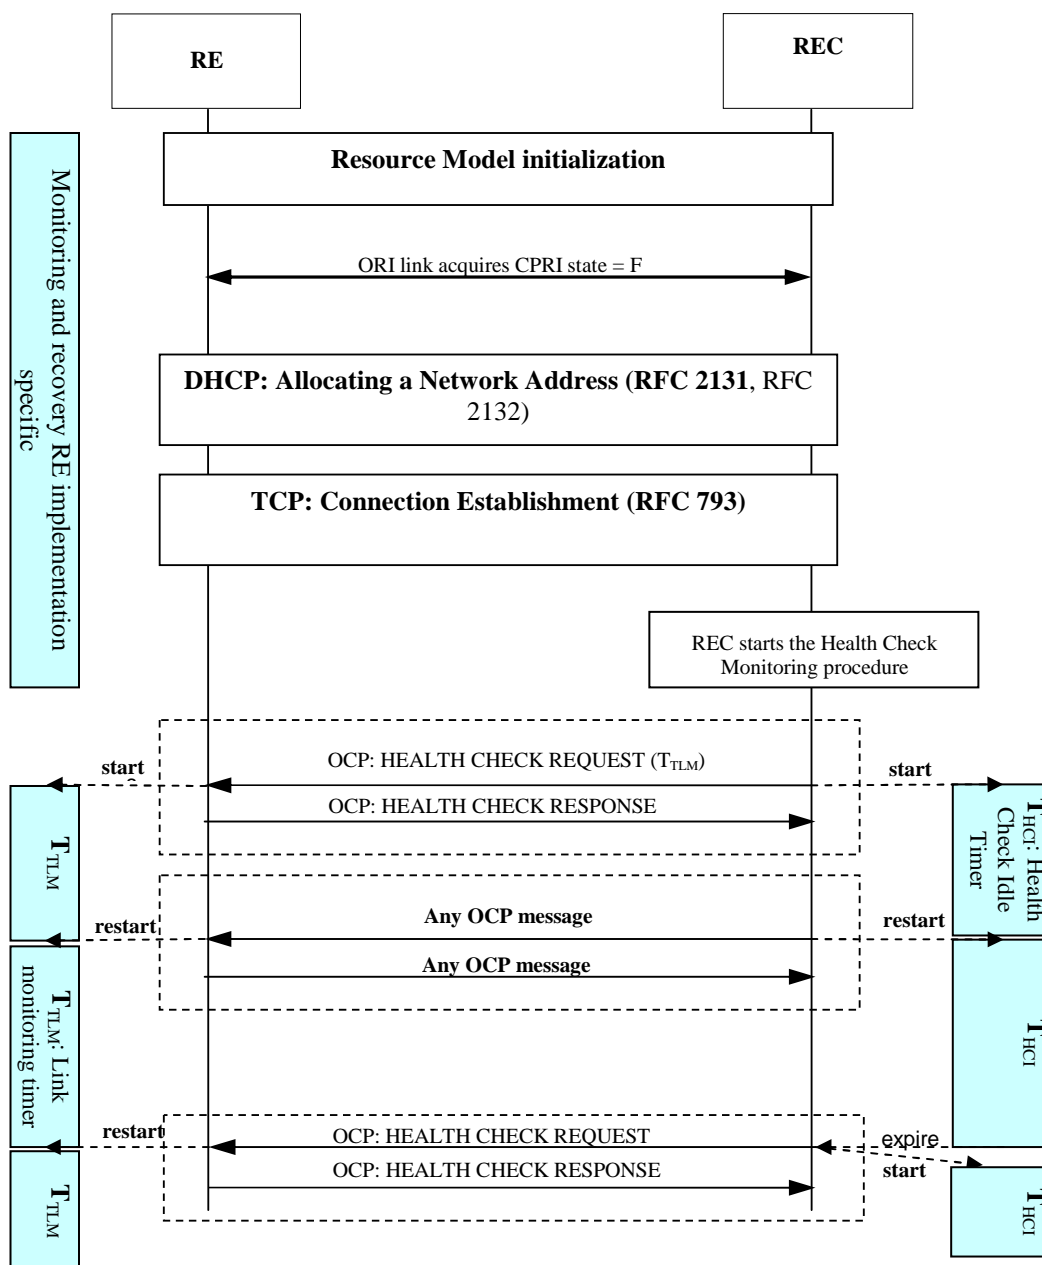 RE
REC
Resource Model initialization
Monitoring and recovery RE implementation
specific
ORI link acquires CPRI state = F
DHCP: Allocating a Network Address (RFC 2131, RFC
2132)
TCP: Connection Establishment (RFC 793)
REC starts the Health Check
Monitoring procedure
OCP: HEALTH CHECK REQUEST (TTLM)
start
start
OCP: HEALTH CHECK RESPONSE
TTLM
THCI: Health
Check Idle
Timer
Any OCP message
restart
restart
Any OCP message
TTLM: Link
monitoring timer
THCI
OCP: HEALTH CHECK REQUEST
restart
expire
OCP: HEALTH CHECK RESPONSE
start
TTLM
THCI